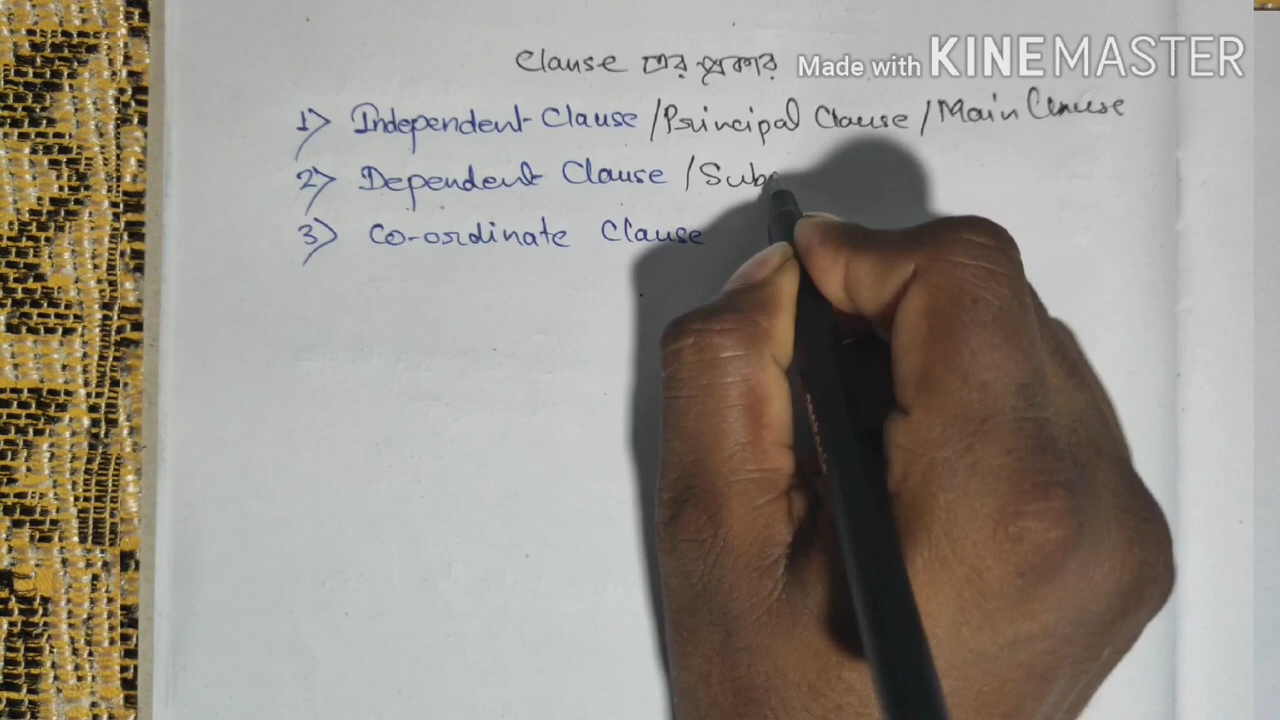 Clause এর প্রকার Made with KINEMASTER
1) Independent Clause /Principal Clause /Main Clause
2) Dependent Clause /Sub
3) Co-ordinate Clause